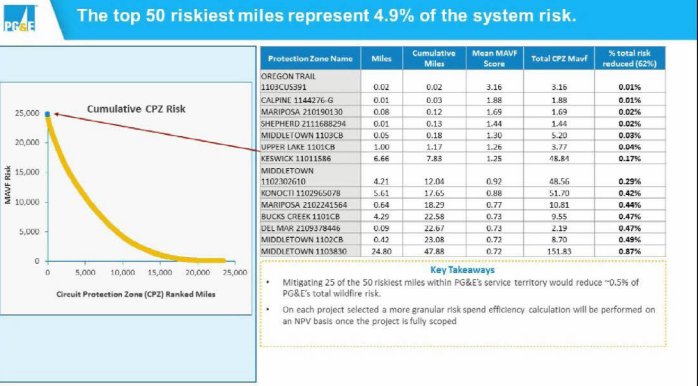 PG&E
The top 50 riskiest miles represent 4.9% of the system risk.
Cumulative CPZ Risk
MAVF Risk
25,000
20,000
15,000
10,000
5,000
0
0 5,000 10,000 15,000 20,000 25,000
Circuit Protection Zone (CPZ) Ranked Miles
Protection Zone Name Miles Cumulative Miles Mean MAVF Score Total CPZ Mavf % total risk reduced (62%)
OREGON TRAIL
1103CUS391 0.02 0.02 3.16 3.16 0.01%
CALPINE 1144276-G 0.01 0.03 1.88 1.88 0.01%
MARIPOSA 210190130 0.08 0.12 1.69 1.69 0.02%
SHEPHERD 2111688294 0.01 0.13 1.44 1.44 0.02%
MIDDLETOWN 1103CB 0.05 0.18 1.30 5.20 0.03%
UPPER LAKE 1101CB 1.00 1.17 1.26 3.77 0.04%
KESWICK 11011586 6.66 7.83 1.25 48.84 0.17%
MIDDLETOWN
1102302610 4.21 12.04 0.92 48.56 0.29%
KONOCTI 1102965078 5.61 17.65 0.88 51.70 0.42%
MARIPOSA 2102241564 0.64 18.29 0.77 10.81 0.44%
BUCKS CREEK 1101CB 4.29 22.58 0.73 9.55 0.47%
DEL MAR 2109378446 0.09 22.67 0.73 2.19 0.47%
MIDDLETOWN 1102CB 0.42 23.08 0.72 8.70 0.49%
MIDDLETOWN 1103830 24.80 47.88 0.72 151.83 0.87%
Key Takeaways
• Mitigating 25 of the 50 riskiest miles within PG&E's service territory would reduce ~0.5% of
PG&E's total wildfire risk.
• On each project selected a more granular risk spend efficiency calculation will be performed on
an NPV basis once the project is fully scoped